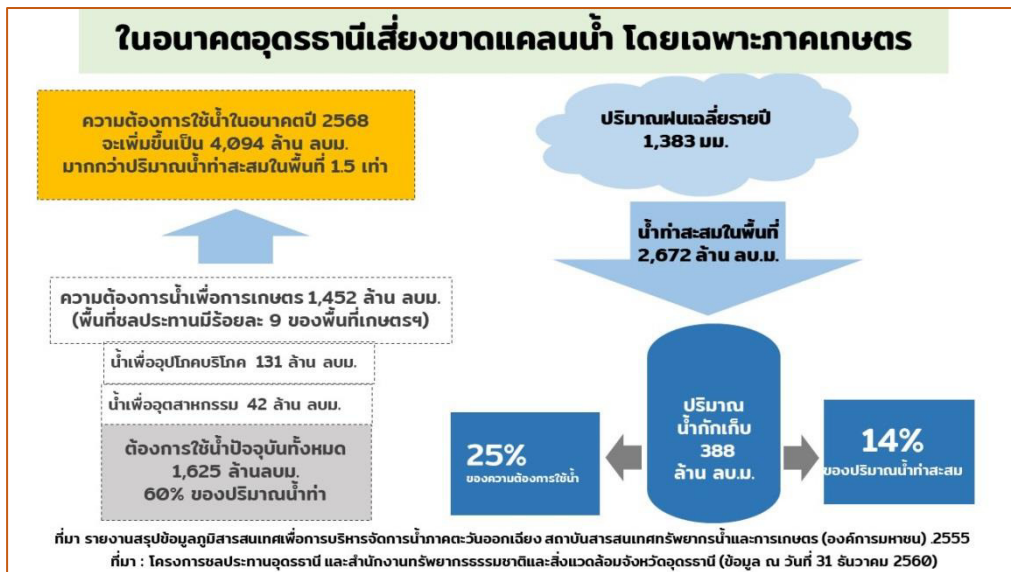 ในอนาคตอุดรธานีเสี่ยงขาดแคลนน้ำ โดยเฉพาะภาคเกษตร
ความต้องการใช้น้ำในอนาคตปี 2568
จะเพิ่มขึ้นเป็น 4,094 ล้าน ลบม.
มากกว่าปริมาณน้ำท่าสะสมในพื้นที่ 1.5 เท่า
ความต้องการน้ำเพื่อการเกษตร 1,452 ล้าน ลบม.
(พื้นที่ชลประทานมีร้อยละ 9 ของพื้นที่เกษตรฯ)
น้ำเพื่ออุปโภคบริโภค 131 ล้าน ลบม.
น้ำเพื่ออุตสาหกรรม 42 ล้าน ลบม.
ต้องการใช้น้ำปัจจุบันทั้งหมด
1,625 ล้านลบม.
60% ของปริมาณน้ำท่า
ปริมาณฝนเฉลี่ยรายปี
1,383 มม.
น้ำท่าสะสมในพื้นที่
2,672 ล้าน ลบ.ม.
ปริมาณ
น้ำกักเก็บ
388
ล้าน ลบ.ม.
25%
ของความต้องการใช้น้ำ
14%
ของปริมาณน้ำท่าสะสม
ที่มา รายงานสรุปข้อมูลภูมิสารสนเทศเพื่อการบริหารจัดการน้ำภาคตะวันออกเฉียง สถาบันสารสนเทศทรัพยากรน้ำและการเกษตร (องค์การมหาชน) .2555
ที่มา : โครงการชลประทานอุดรธานี และสำนักงานทรัพยากรธรรมชาติและสิ่งแวดล้อมจังหวัดอุดรธานี (ข้อมูล ณ วันที่ 31 ธันวาคม 2560)